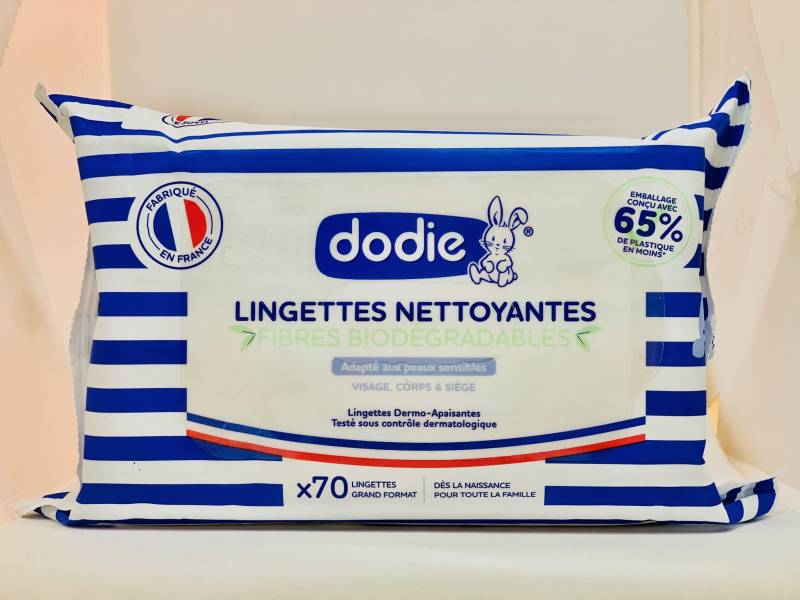 FABRIQUÉ
EN FRANCE
dodie®
EMBALLAGE
CONÇU AVEC
65%
DE PLASTIQUE
EN MOINS*
LINGETTES NETTOYANTES
FIBRES BIODÉGRADABLES
Adapté aux peaux sensibles
VISAGE, CORPS & SIÈGE
Lingettes Dermo-Apaisantes
Testé sous contrôle dermatologique
x70 LINGETTES
GRAND FORMAT
DÈS LA NAISSANCE
POUR TOUTE LA FAMILLE